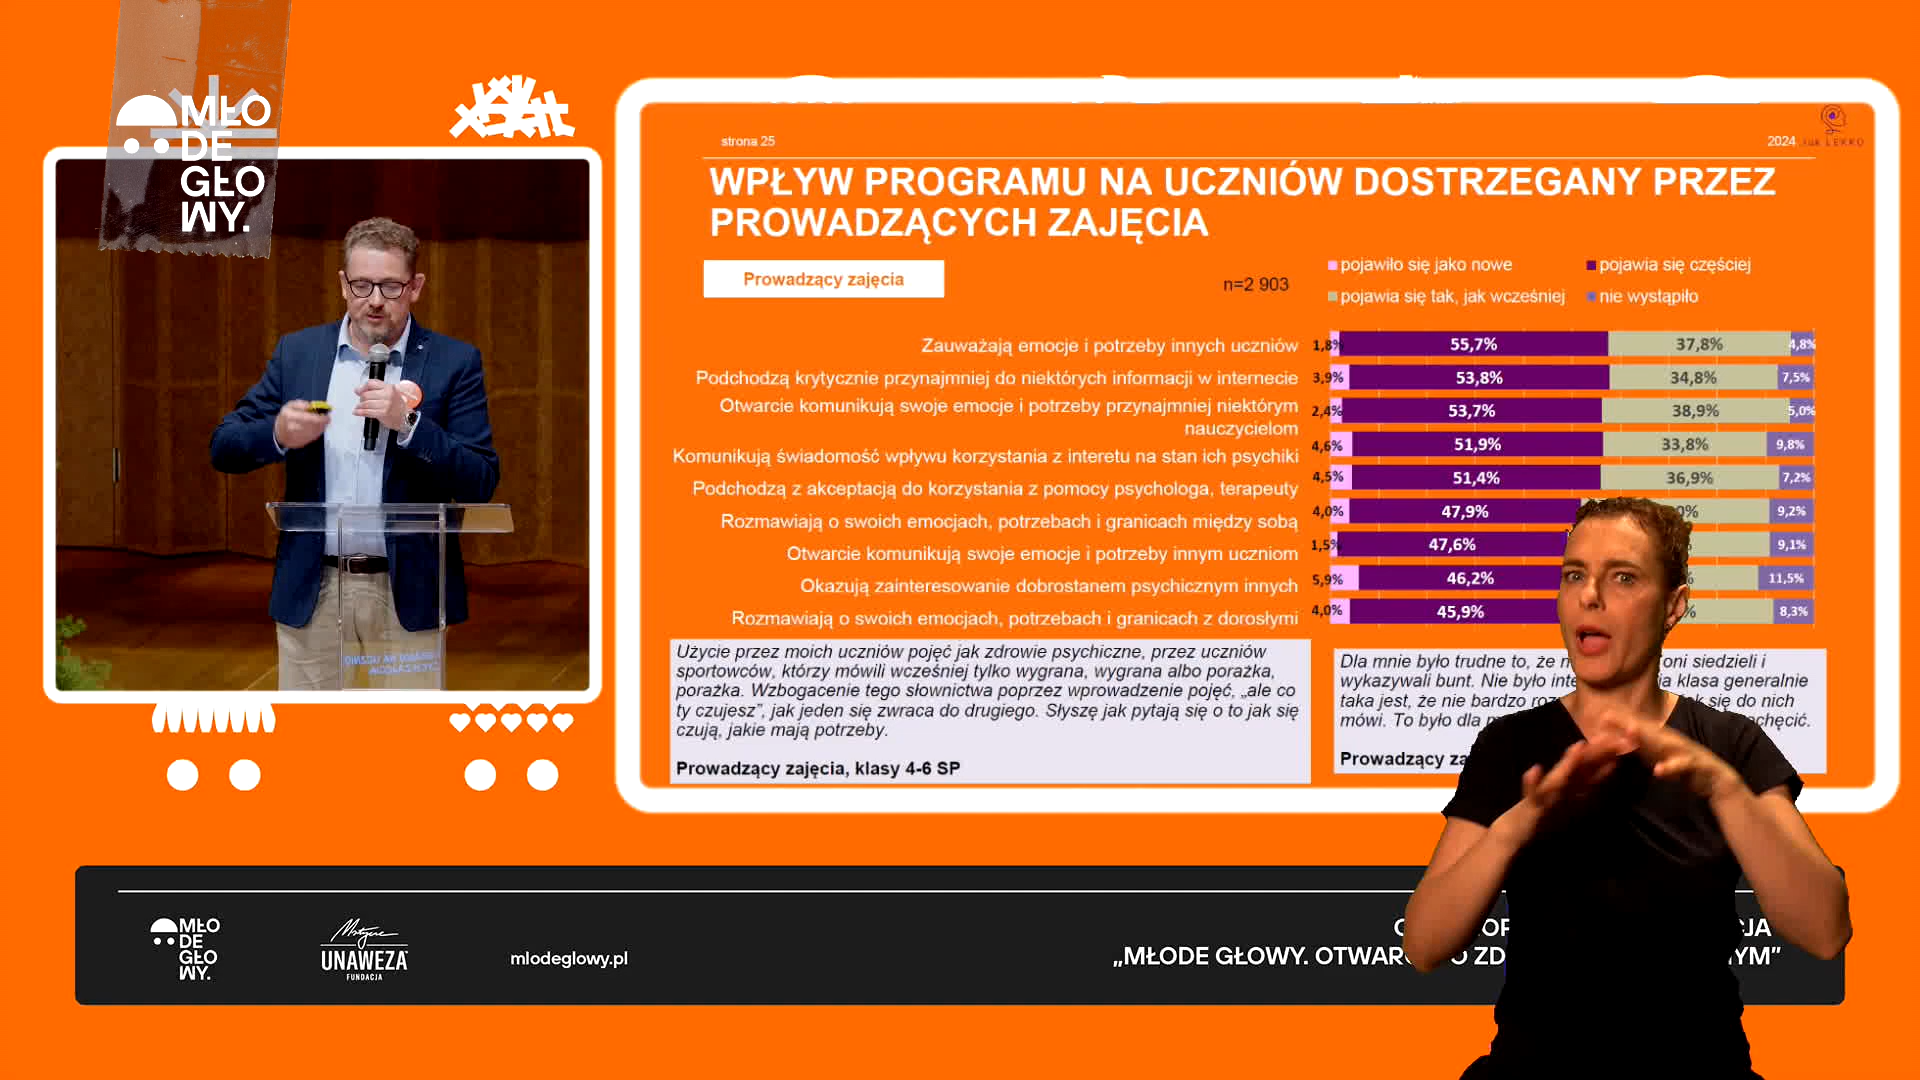 MŁO
DE
GŁO
WY.
strona 25
2024
Luk LEKKO
WPŁYW PROGRAMU NA UCZNIÓW DOSTRZEGANY PRZEZ
PROWADZĄCYCH ZAJĘCIA
Prowadzący zajęcia
n=2 903
pojawiło się jako nowe
pojawia się częściej
pojawia się tak, jak wcześniej
nie wystąpiło
Zauważają emocje i potrzeby innych uczniów 1,8% 55,7% 37,8% 4,8%
Podchodzą krytycznie przynajmniej do niektórych informacji w internecie 3,9% 53,8% 34,8% 7,5%
Otwarcie komunikują swoje emocje i potrzeby przynajmniej niektórym
nauczycielom 2,4% 53,7% 38,9% 5,0%
Komunikują świadomość wpływu korzystania z interetu na stan ich psychiki 4,6% 51,9% 33,8% 9,8%
Podchodzą z akceptacją do korzystania z pomocy psychologa, terapeuty 4,5% 51,4% 36,9% 7,2%
Rozmawiają o swoich emocjach, potrzebach i granicach między sobą 4,0% 47,9% 9,2%
Otwarcie komunikują swoje emocje i potrzeby innym uczniom 1,5% 47,6% 9,1%
Okazują zainteresowanie dobrostanem psychicznym innych 5,9% 46,2% 11,5%
Rozmawiają o swoich emocjach, potrzebach i granicach z dorosłymi 4,0% 45,9% 8,3%
Użycie przez moich uczniów pojęć jak zdrowie psychiczne, przez uczniów
sportowców, którzy mówili wcześniej tylko wygrana, wygrana albo porażka,
porażka. Wzbogacenie tego słownictwa poprzez wprowadzenie pojęć, „ale co
ty czujesz", jak jeden się zwraca do drugiego. Słyszę jak pytają się o to jak się
czują, jakie mają potrzeby.
Prowadzący zajęcia, klasy 4-6 SP
Dla mnie było trudne to, że oni siedzieli i
wykazywali bunt. Nie było klasa generalnie
taka jest, że nie bardzo się do nich
mówi. To było dla
Prowadzący
MŁO
DE
GŁO
WY.
Martyna
UNAWEZA
FUNDACJA
mlodeglowy.pl
„MŁODE GŁOWY.